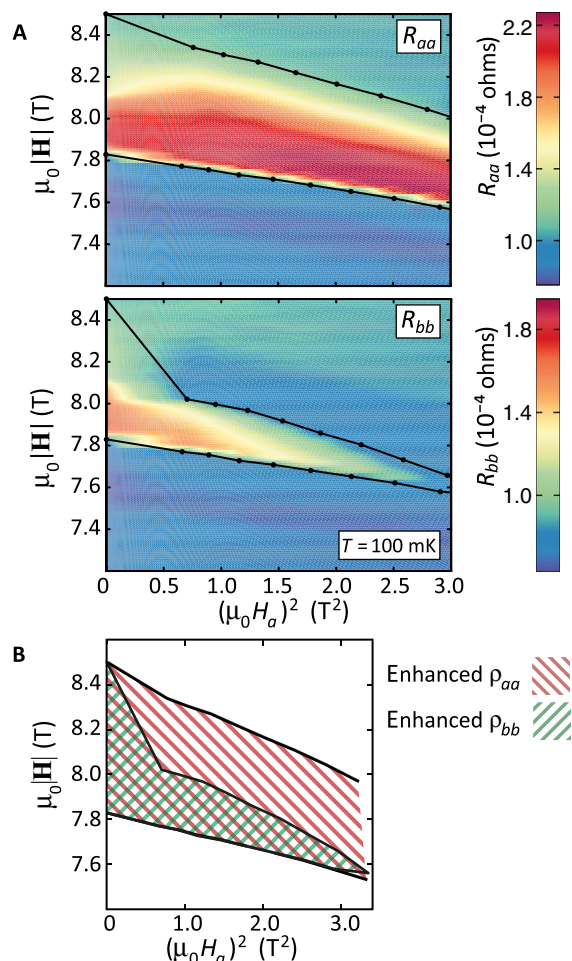 A
R_aa
8.4
8.2
8.0
7.8
7.6
7.4
μ₀|H| (T)
2.2
1.8
1.4
1.0
R_aa (10⁻⁴ ohms)
R_bb
8.4
8.2
8.0
7.8
7.6
7.4
μ₀|H| (T)
T = 100 mK
0 0.5 1.0 1.5 2.0 2.5 3.0
(μ₀H_a)² (T²)
1.8
1.4
1.0
R_bb (10⁻⁴ ohms)
B
8.4
8.2
8.0
7.8
7.6
μ₀|H| (T)
0 1.0 2.0 3.0
(μ₀H_a)² (T²)
Enhanced ρ_aa
Enhanced ρ_bb